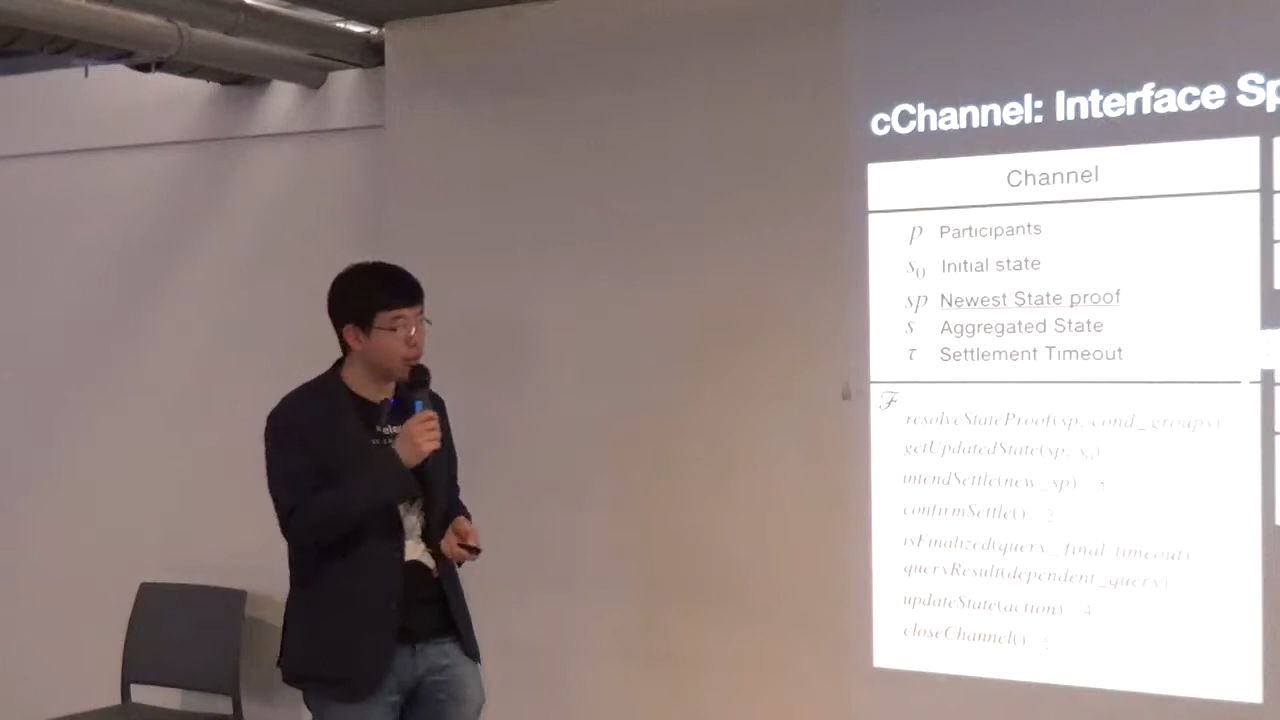 cChannel: Interface Sp
Channel
p Participants
s₀ Initial state
sp Newest State proof
s Aggregated State
τ Settlement Timeout
ℱ
resolveStateProof(sp, cond_groups)
getUpdatedState(sp, s₀)
intendSettle(new_sp)
confirmSettle()
isFinalized(query_final_timeout)
queryResult(dependent_query)
updateState(action)
closeChannel()